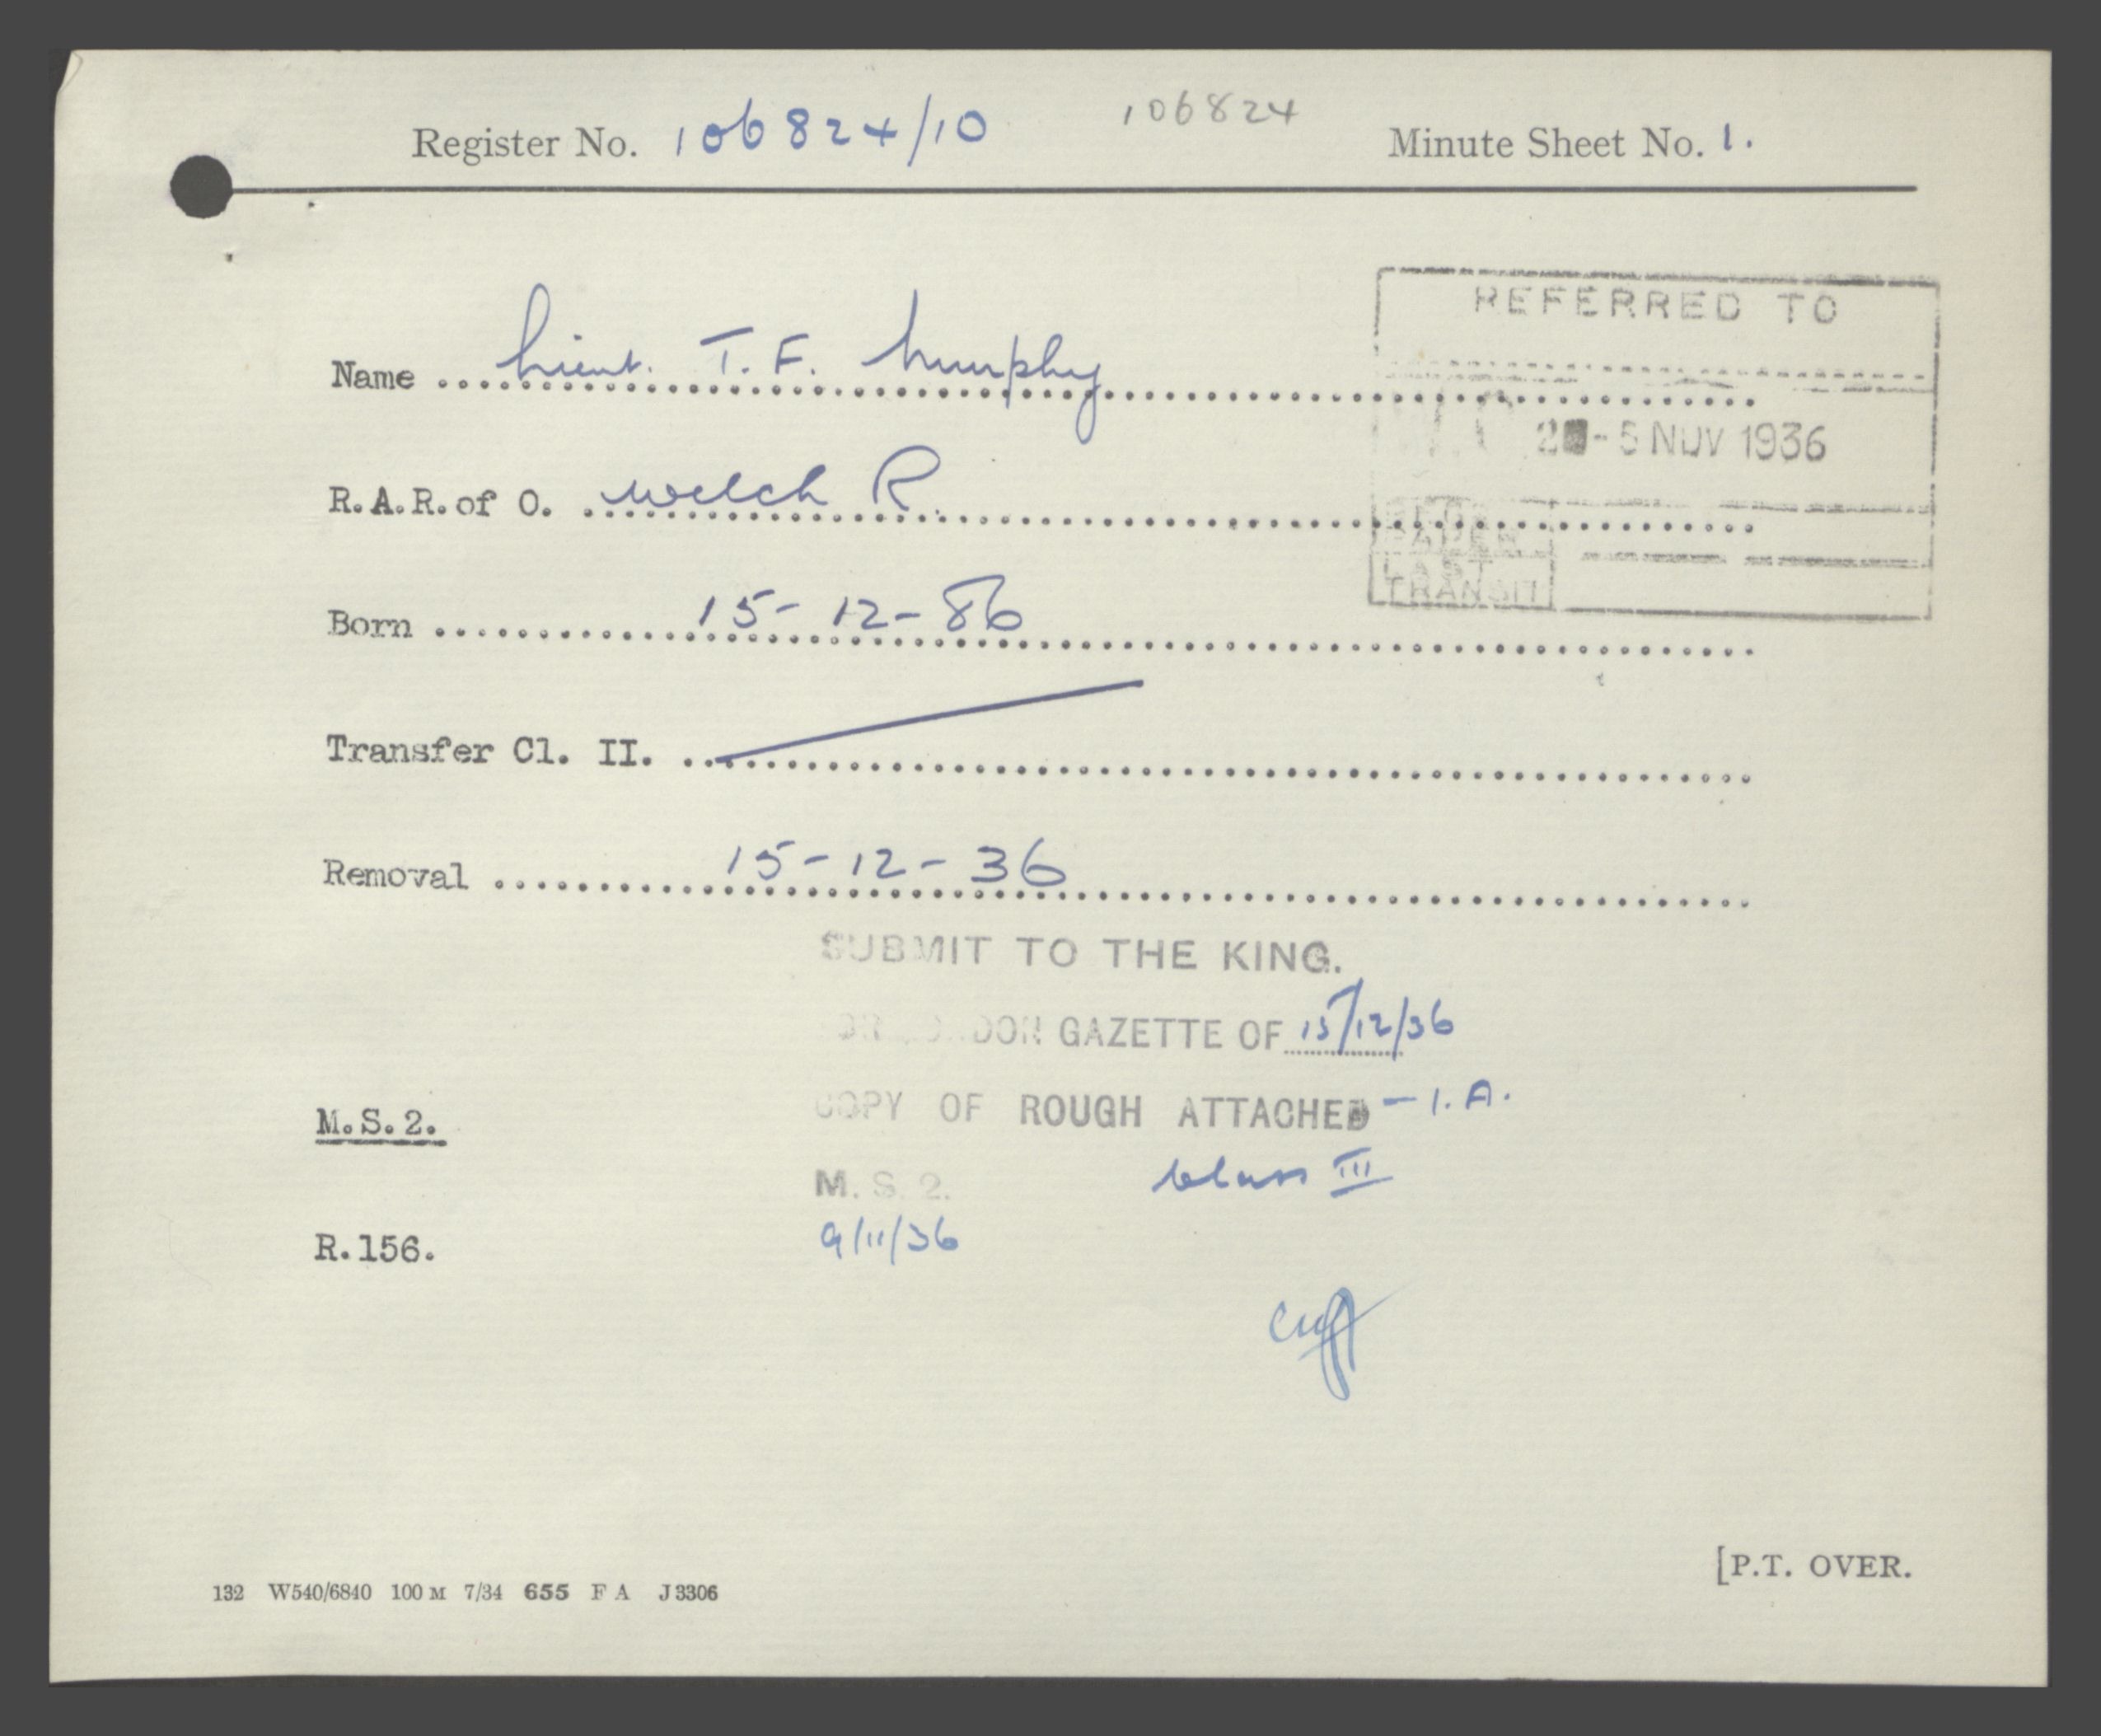 Register No. 106824/10 106824 Minute Sheet No. 1.
REFERRED TO
Name Lieut. T. F. Murphy
5 NOV 1936
R.A.R. of O. Welch R.
Born 15-12-86
LAST
TRANSIT
Transfer Cl. II.
Removal 15-12-36
SUBMIT TO THE KING.
GAZETTE OF 15/12/36
COPY OF ROUGH ATTACHED - 1.A.
M.S.2.
M.S.2. Class III
9/11/36
R.156.
[P.T. OVER.
132 W540/6840 100 M 7/34 655 F A J3306